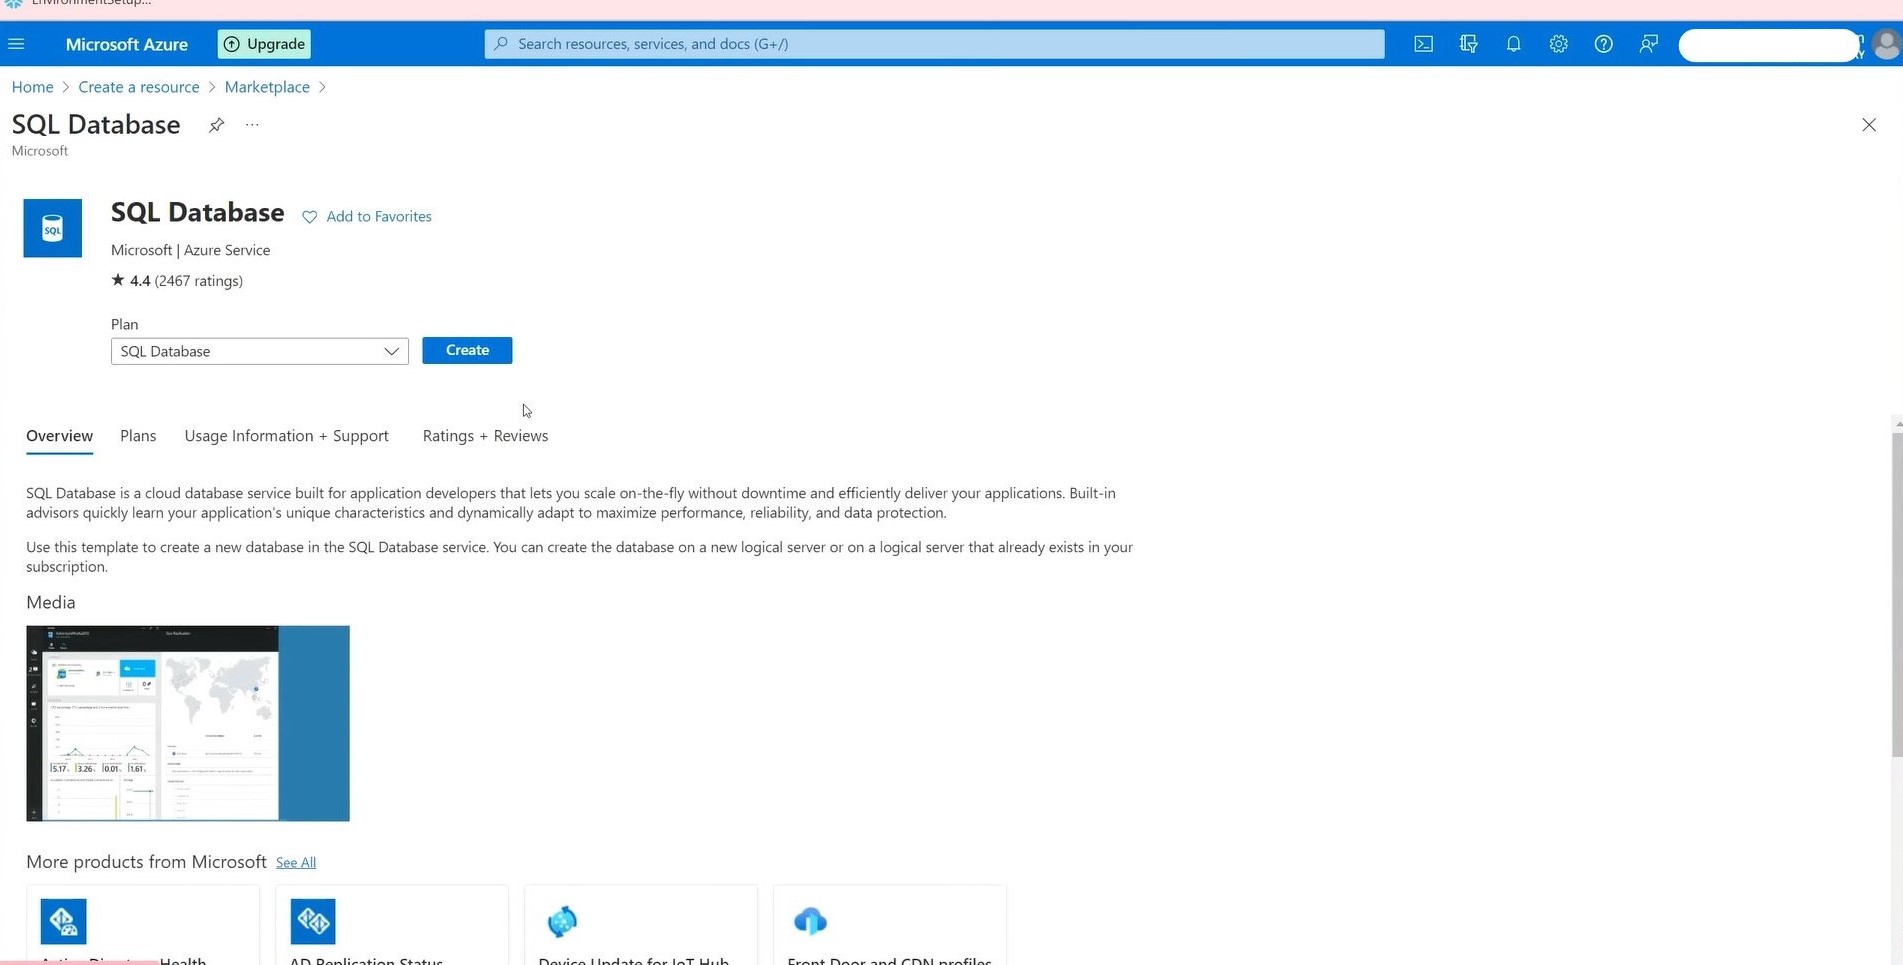 EnvironmentSetup...
Microsoft Azure
Upgrade
Search resources, services, and docs (G+/)
Home > Create a resource > Marketplace >
SQL Database
...
Microsoft
SQL
SQL Database
Add to Favorites
Microsoft | Azure Service
★ 4.4 (2467 ratings)
Plan
SQL Database
Create
Overview Plans Usage Information + Support Ratings + Reviews
SQL Database is a cloud database service built for application developers that lets you scale on-the-fly without downtime and efficiently deliver your applications. Built-in
advisors quickly learn your application's unique characteristics and dynamically adapt to maximize performance, reliability, and data protection.
Use this template to create a new database in the SQL Database service. You can create the database on a new logical server or on a logical server that already exists in your
subscription.
Media
5.17 3.26 0.01 1.61
More products from Microsoft See All
Health
AD Replication Status
Device Update for IoT Hub
Front Door and CDN profiles